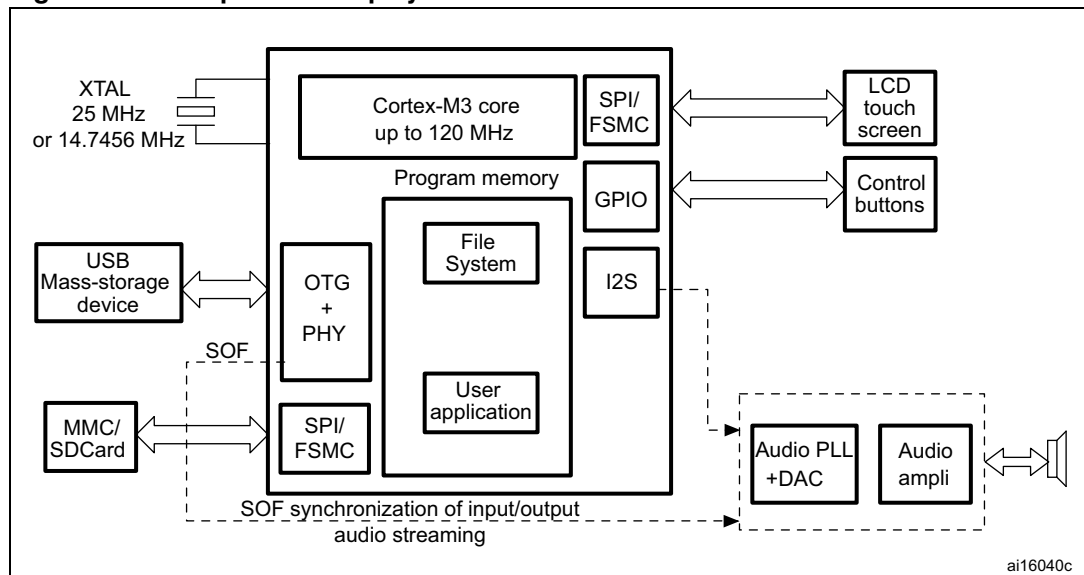 XTAL
25 MHz
or 14.7456 MHz
Cortex-M3 core
up to 120 MHz
SPI/
FSMC
LCD
touch
screen
Program memory
GPIO
Control
buttons
File
System
USB
Mass-storage
device
OTG
+
PHY
I2S
SOF
User
application
MMC/
SDCard
SPI/
FSMC
Audio PLL
+DAC
Audio
ampli
SOF synchronization of input/output
audio streaming
ai16040c